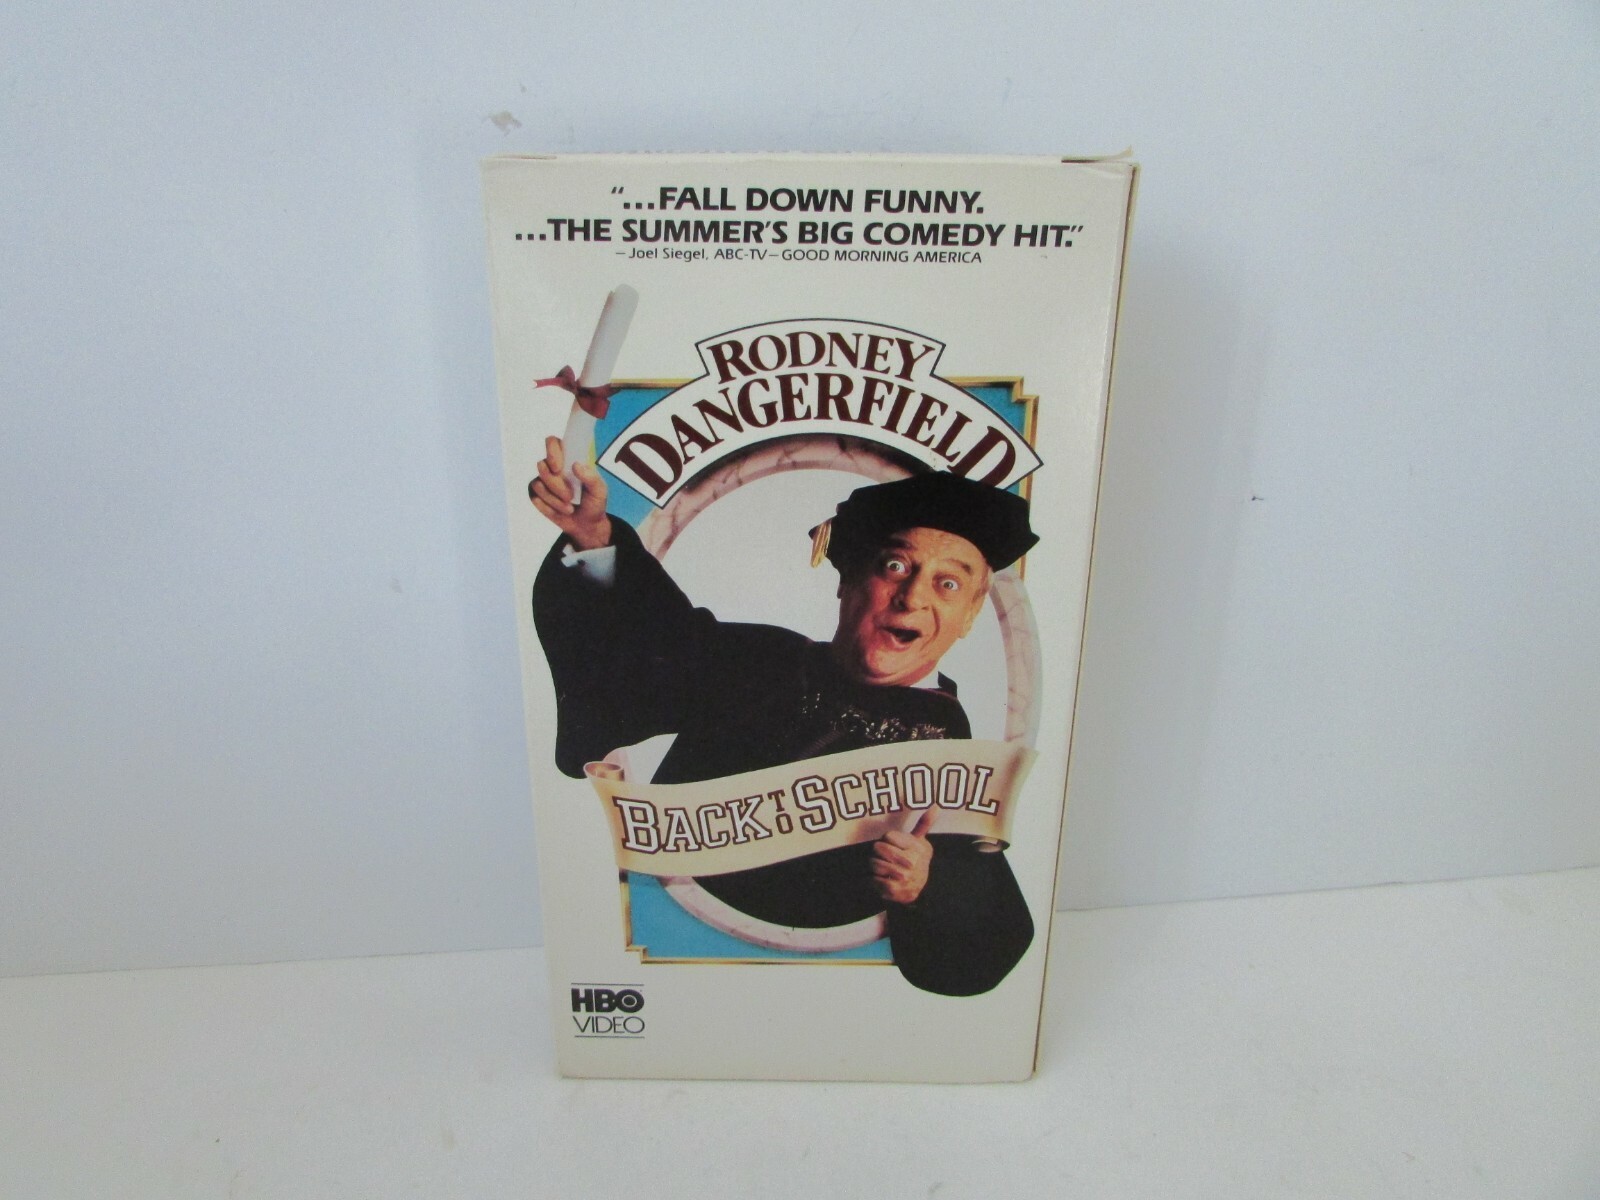 “...FALL DOWN FUNNY.
...THE SUMMER'S BIG COMEDY HIT.”
—Joel Siegel, ABC-TV—GOOD MORNING AMERICA
RODNEY
DANGERFIELD
BACK TO SCHOOL
HBO
VIDEO